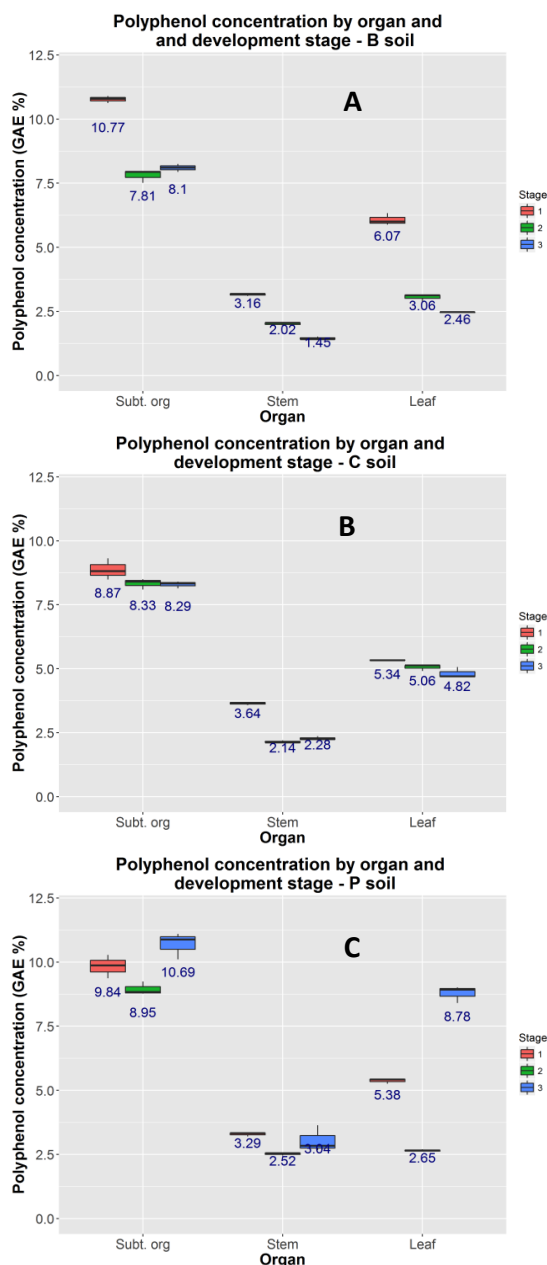 Polyphenol concentration by organ and
and development stage - B soil
A
Polyphenol concentration (GAE %)
12.5
10.0
7.5
5.0
2.5
0.0
10.77
7.81
8.1
3.16
2.02
1.45
6.07
3.06
2.46
Subt. org
Stem
Leaf
Organ
Stage
1
2
3
Polyphenol concentration by organ and
development stage - C soil
B
Polyphenol concentration (GAE %)
12.5
10.0
7.5
5.0
2.5
0.0
8.87
8.33
8.29
3.64
2.14
2.28
5.34
5.06
4.82
Subt. org
Stem
Leaf
Organ
Stage
1
2
3
Polyphenol concentration by organ and
development stage - P soil
C
Polyphenol concentration (GAE %)
12.5
10.0
7.5
5.0
2.5
0.0
9.84
8.95
10.69
3.29
2.52
3.04
5.38
2.65
8.78
Subt. org
Stem
Leaf
Organ
Stage
1
2
3